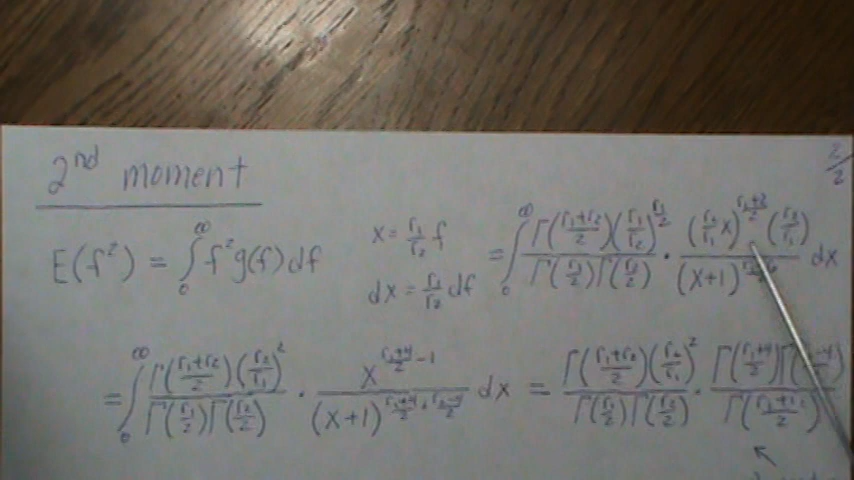 2nd moment
2/2
E(f²) = ∫₀^∞ f² g(f) df
x = r₁/r₂ f
dx = r₁/r₂ df
= ∫₀^∞ Γ((r₁+r₂)/2)(r₁/r₂)^(r₁/2) / Γ(r₁/2)Γ(r₂/2) · (r₂/r₁ x)^((r₁+2)/2) (r₂/r₁) / (x+1) dx
= ∫₀^∞ Γ((r₁+r₂)/2)(r₂/r₁)² / Γ(r₁/2)Γ(r₂/2) · x^((r₁+4)/2 - 1) / (x+1)^((r₁+4)/2 + (r₂-4)/2) dx = Γ((r₁+r₂)/2)(r₂/r₁)² / Γ(r₁/2)Γ(r₂/2) · Γ((r₁+4)/2)Γ( -4 ) / Γ( )